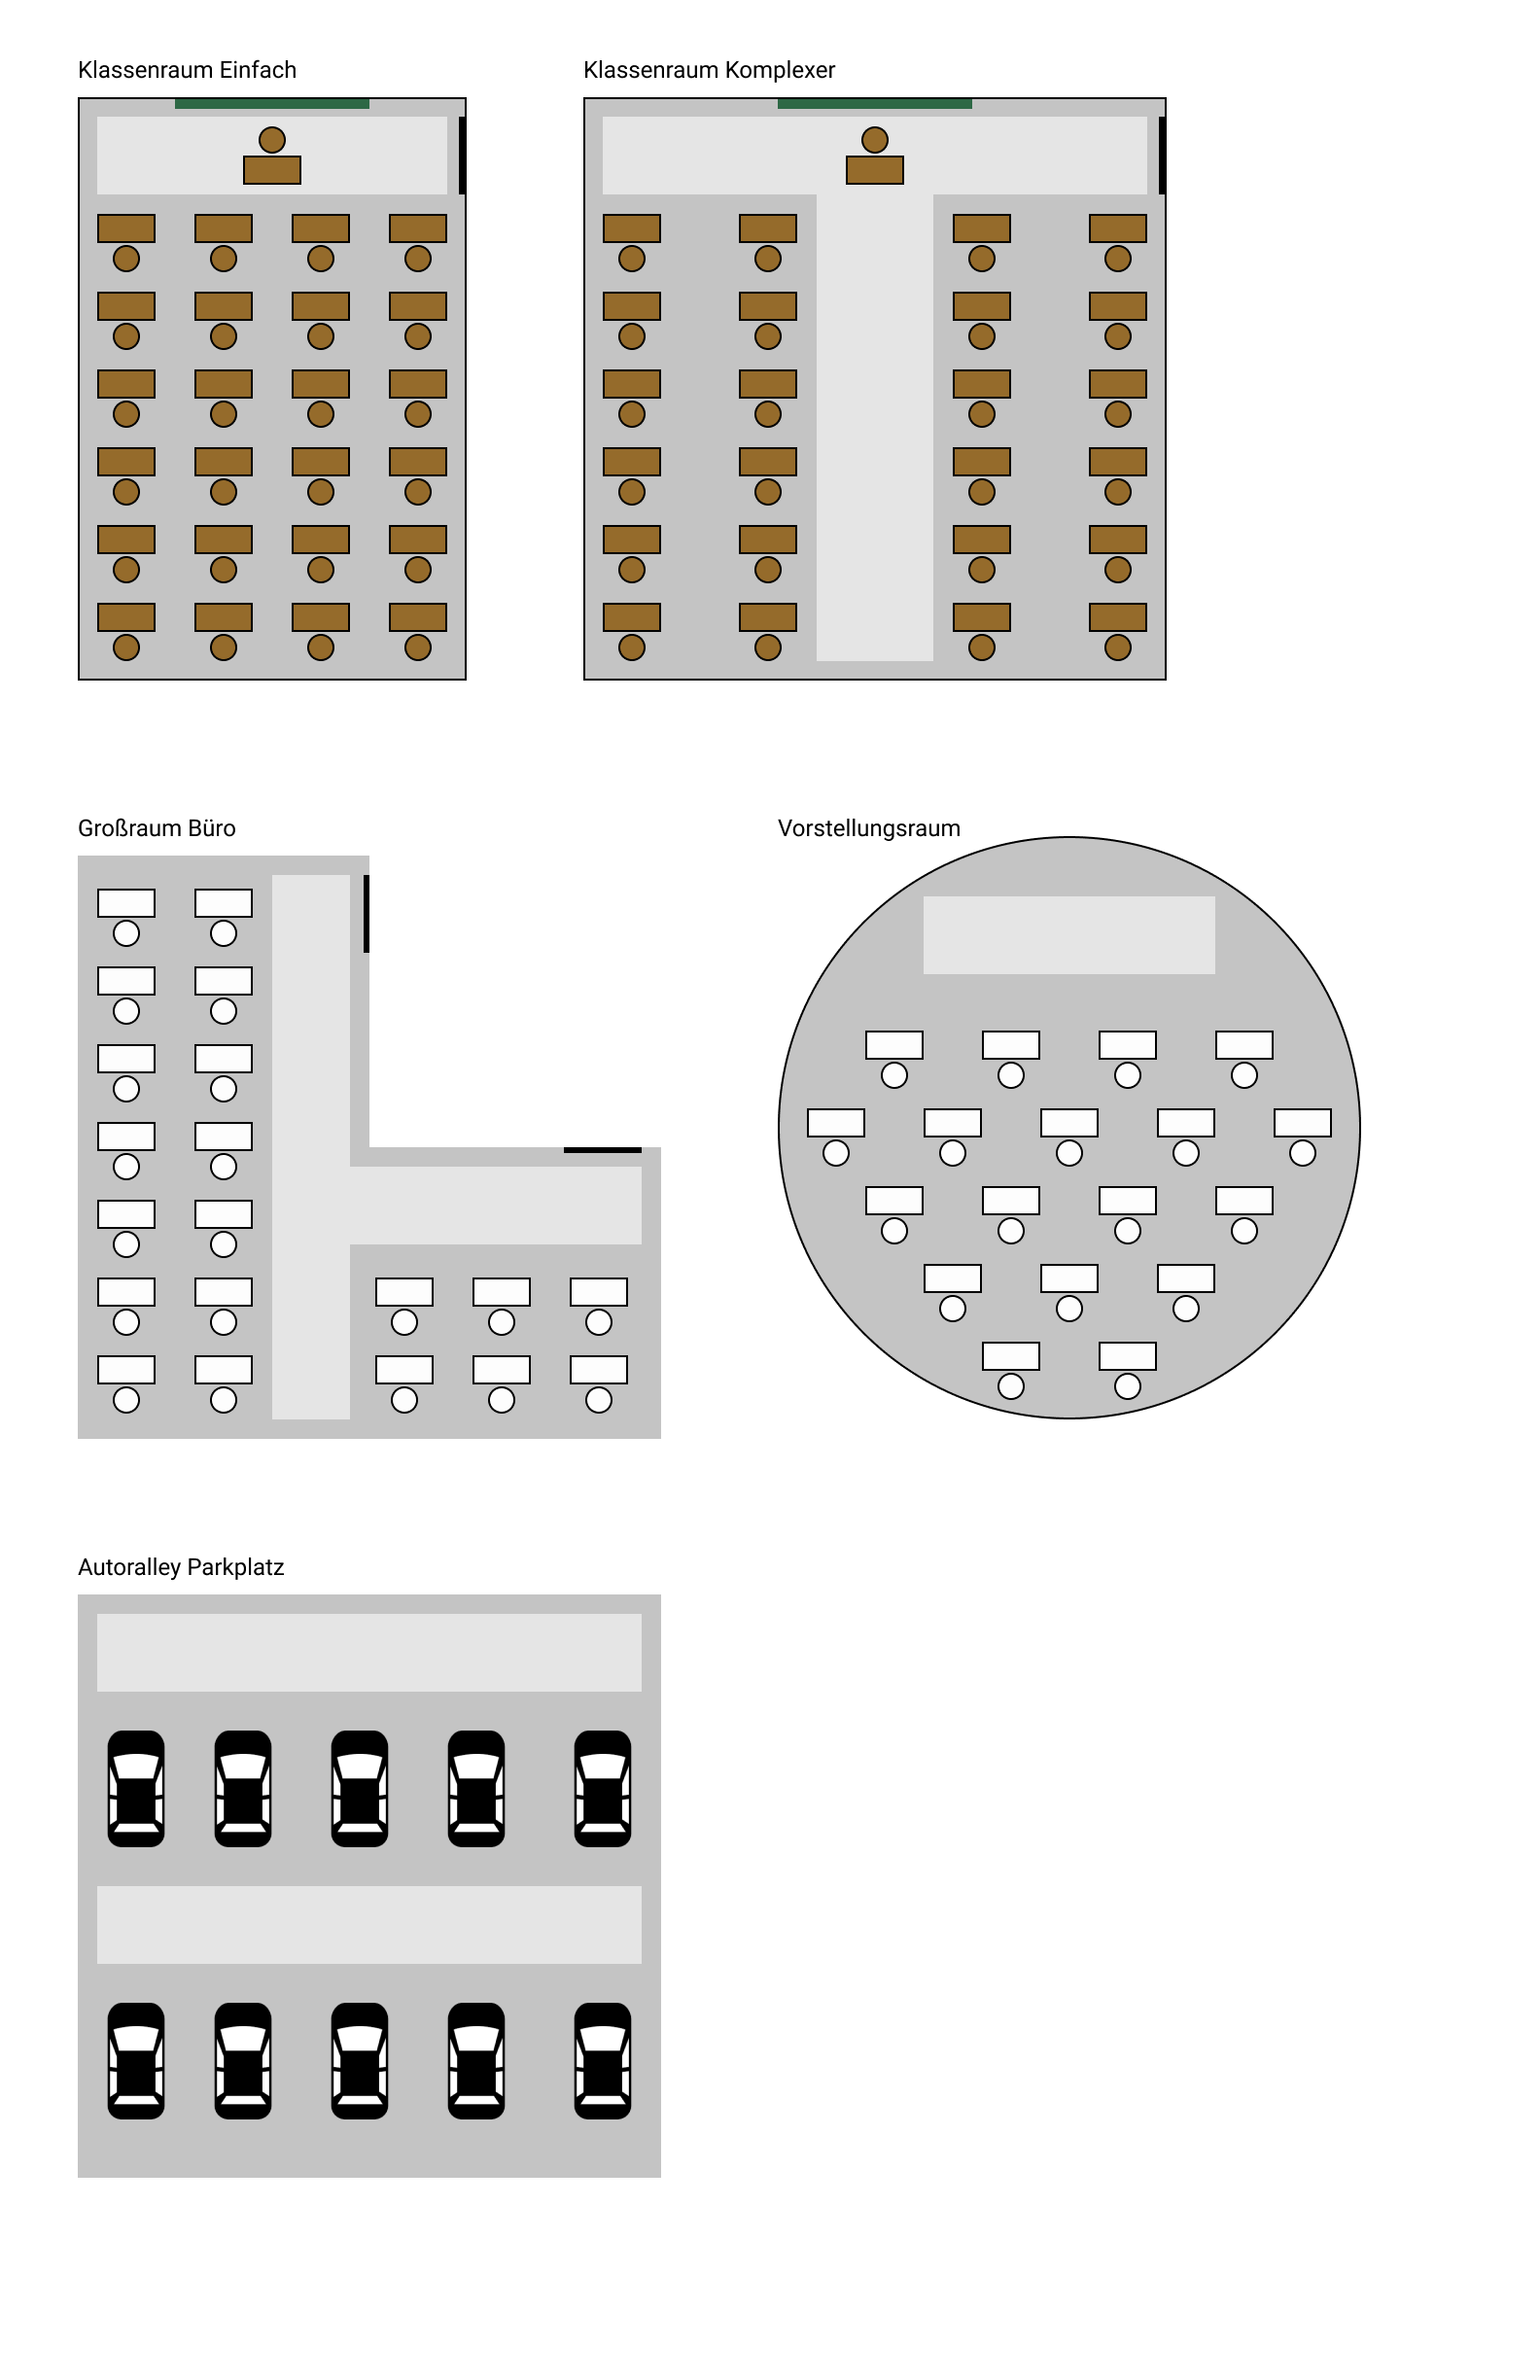 Klassenraum Einfach
Klassenraum Komplexer
Großraum Büro
Vorstellungsraum
Autoralley Parkplatz